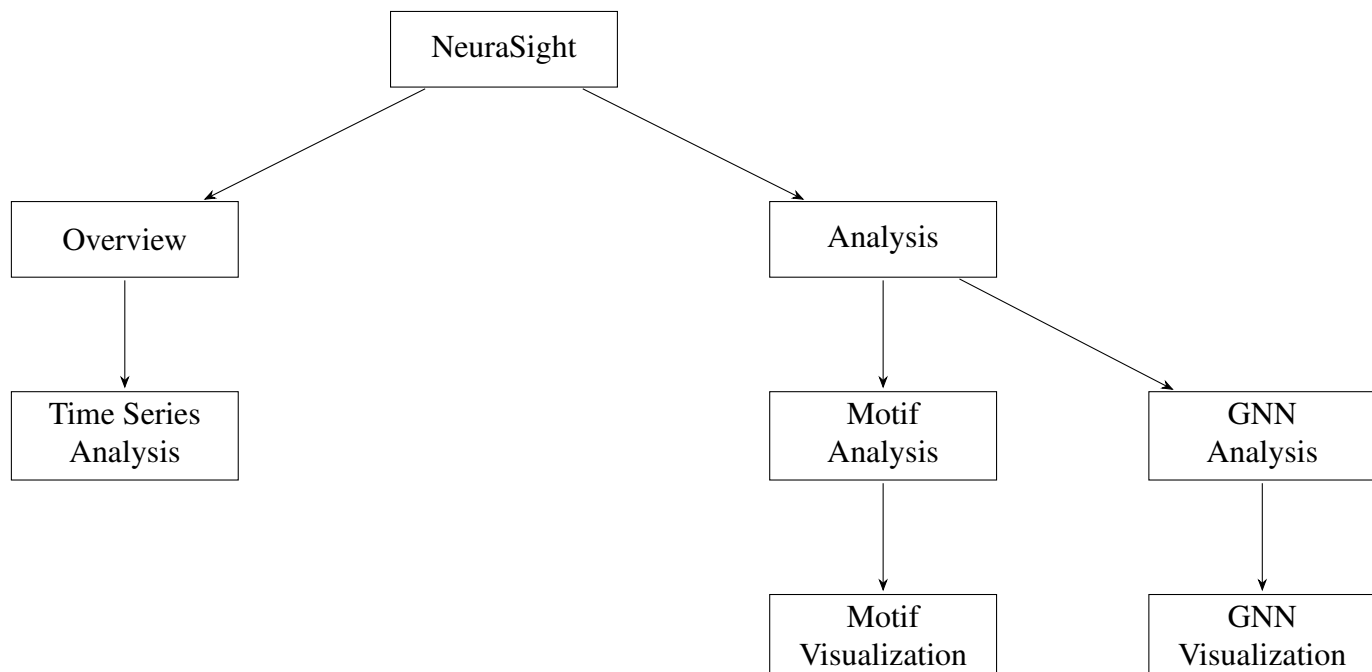 NeuraSight
Overview
Analysis
Time Series
Analysis
Motif
Analysis
GNN
Analysis
Motif
Visualization
GNN
Visualization